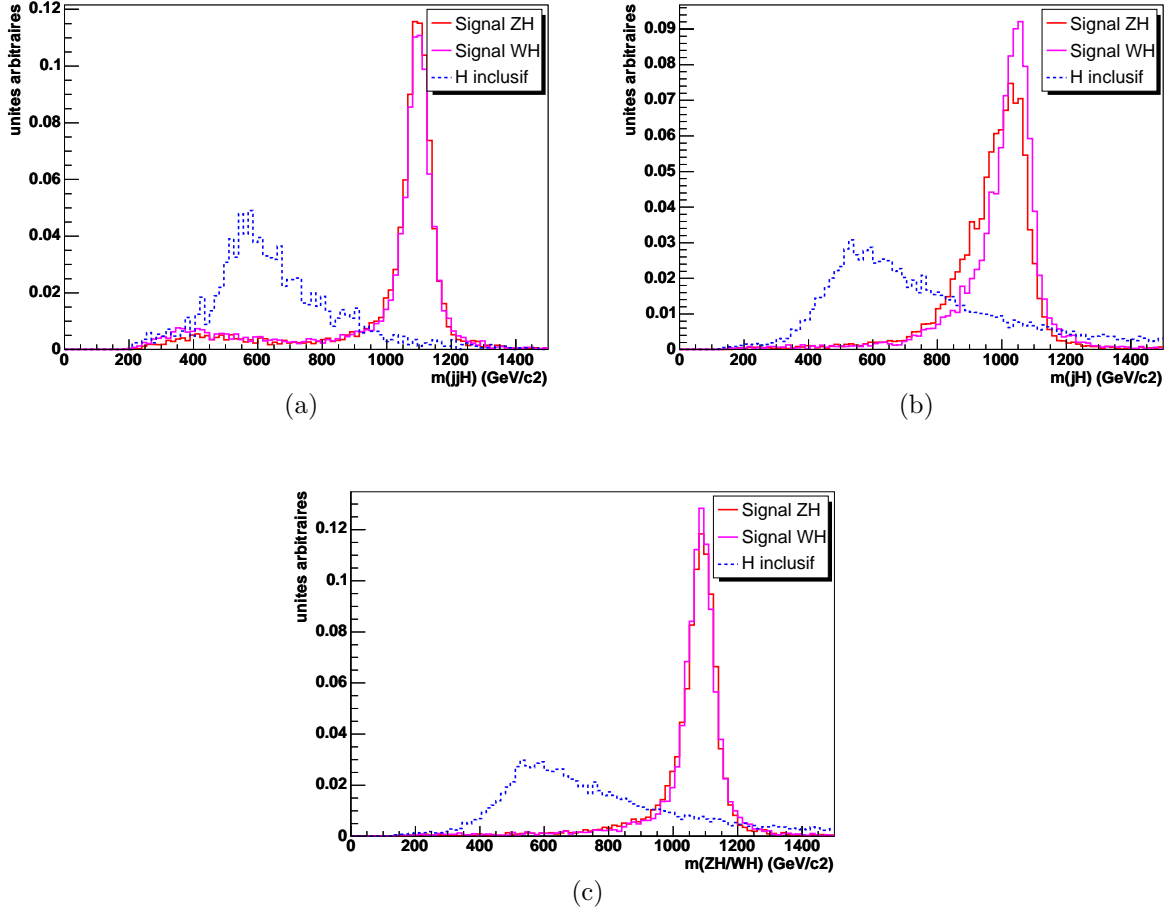 unites arbitraires
0.12
0.1
0.08
0.06
0.04
0.02
0
0 200 400 600 800 1000 1200 1400
m(jjH) (GeV/c2)
Signal ZH
Signal WH
H inclusif
(a)
unites arbitraires
0.09
0.08
0.07
0.06
0.05
0.04
0.03
0.02
0.01
0
0 200 400 600 800 1000 1200 1400
m(jH) (GeV/c2)
Signal ZH
Signal WH
H inclusif
(b)
unites arbitraires
0.12
0.1
0.08
0.06
0.04
0.02
0
0 200 400 600 800 1000 1200 1400
m(ZH/WH) (GeV/c2)
Signal ZH
Signal WH
H inclusif
(c)